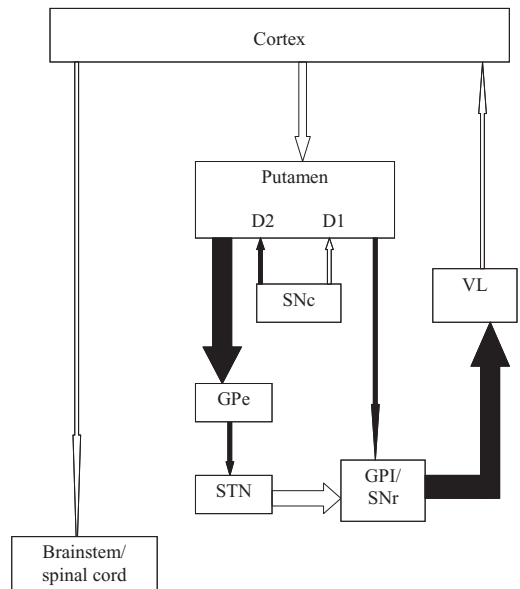 Cortex
Putamen
D2 D1
SNc
VL
GPe
STN
GPI/
SNr
Brainstem/
spinal cord